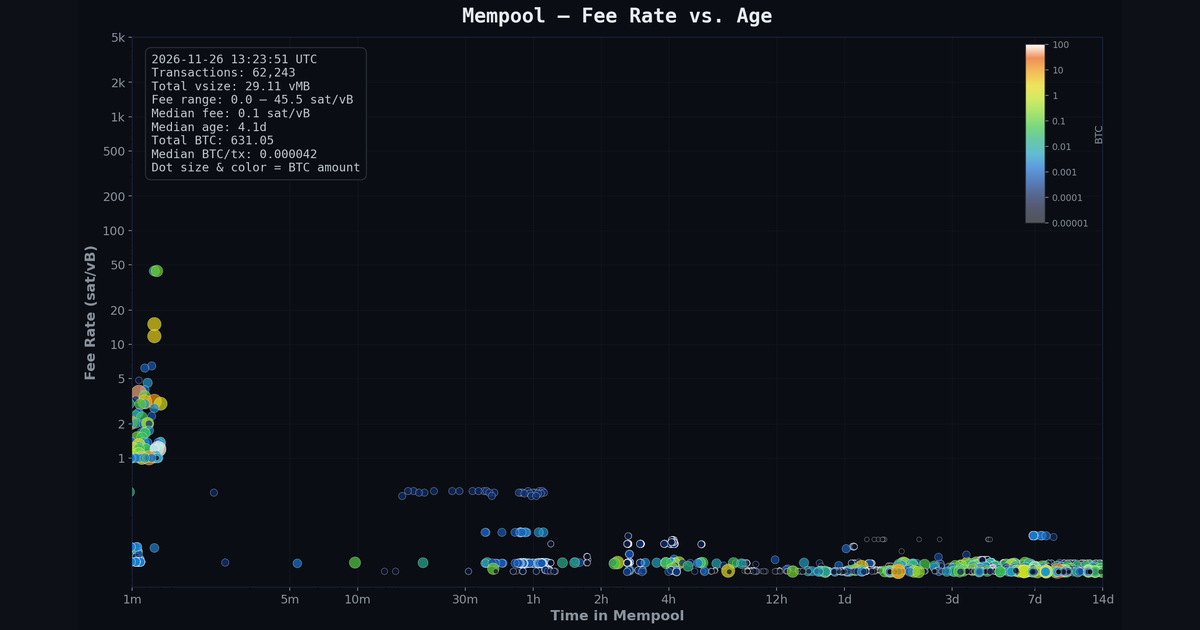 Mempool — Fee Rate vs. Age
2026-11-26 13:23:51 UTC
Transactions: 62,243
Total vsize: 29.11 vMB
Fee range: 0.0 — 45.5 sat/vB
Median fee: 0.1 sat/vB
Median age: 4.1d
Total BTC: 631.05
Median BTC/tx: 0.000042
Dot size & color = BTC amount
100
10
1
0.1
0.01
0.001
0.0001
0.00001
BTC
Fee Rate (sat/vB)
5k
2k
1k
500
200
100
50
20
10
5
2
1
1m 5m 10m 30m 1h 2h 4h 12h 1d 3d 7d 14d
Time in Mempool